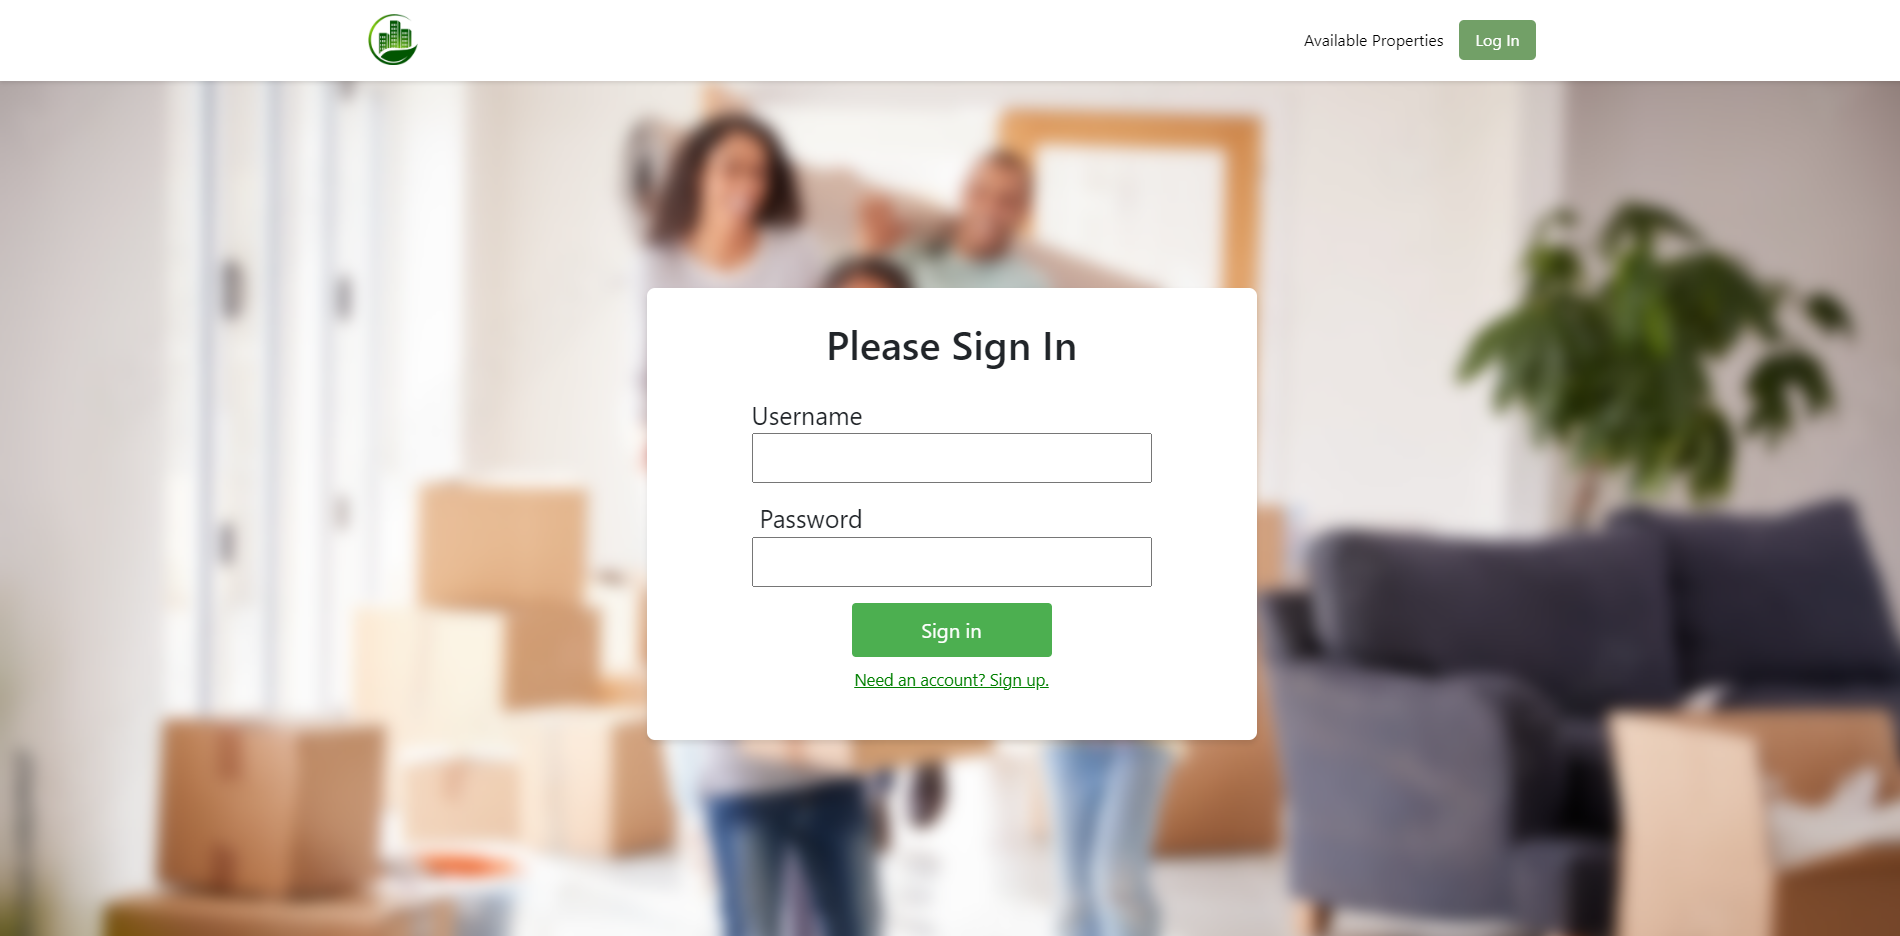 Available Properties
Log In
Please Sign In
Username
Password
Sign in
Need an account? Sign up.